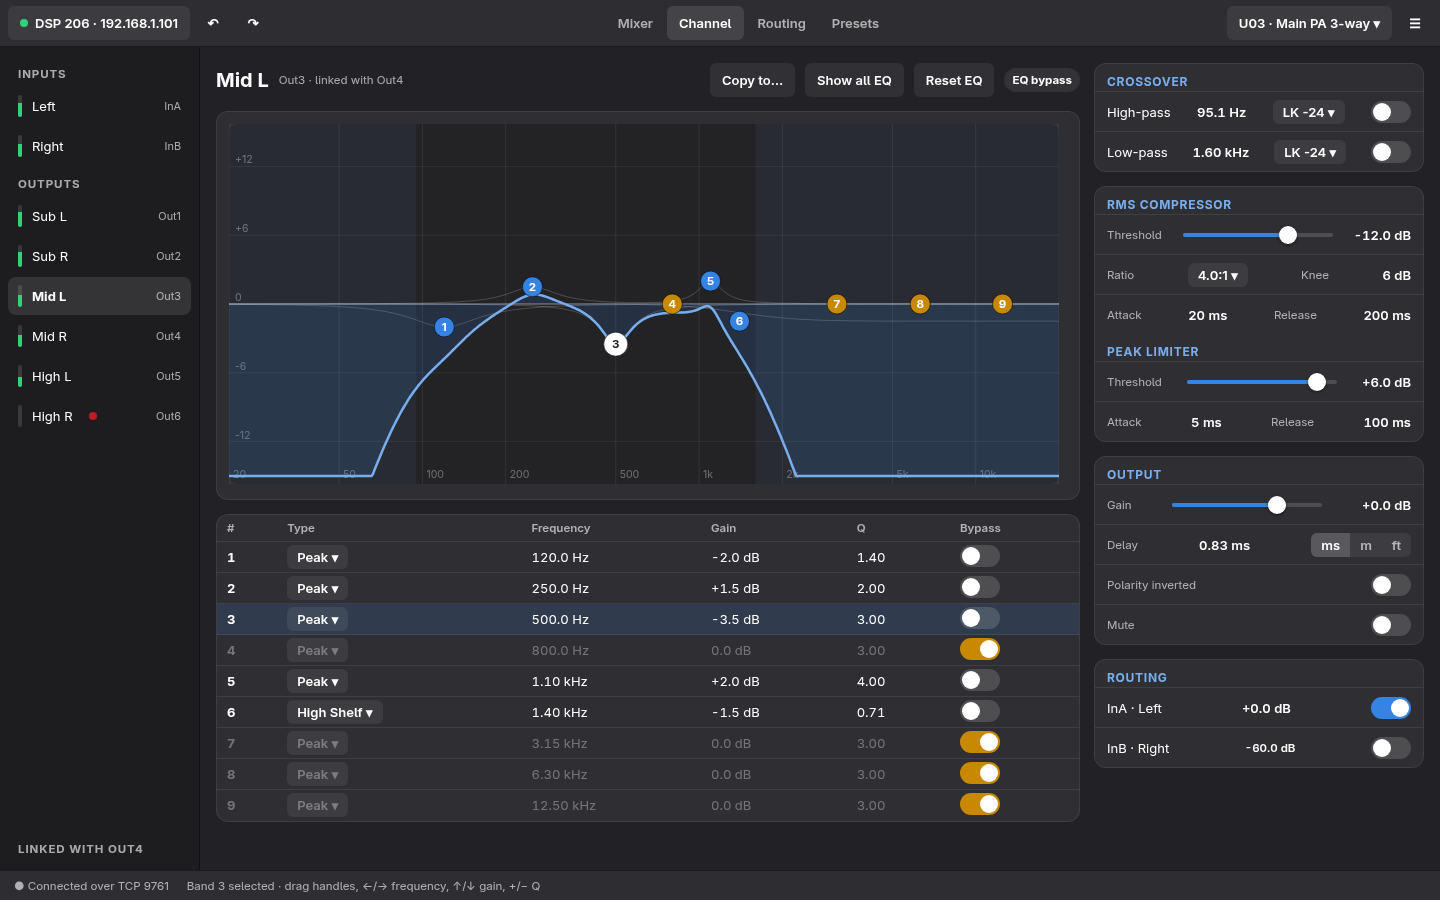 DSP 206 · 192.168.1.101 ↶ ↷ Mixer Channel Routing Presets U03 · Main PA 3-way ▾ ☰
INPUTS
Left InA
Right InB
OUTPUTS
Sub L Out1
Sub R Out2
Mid L Out3
Mid R Out4
High L Out5
High R Out6
LINKED WITH OUT4
Mid L Out3 · linked with Out4 Copy to... Show all EQ Reset EQ EQ bypass
+12
+6
0
-6
-12
20 50 100 200 500 1k 2k 5k 10k
1 2 3 4 5 6 7 8 9
# Type Frequency Gain Q Bypass
1 Peak ▾ 120.0 Hz -2.0 dB 1.40
2 Peak ▾ 250.0 Hz +1.5 dB 2.00
3 Peak ▾ 500.0 Hz -3.5 dB 3.00
4 Peak ▾ 800.0 Hz 0.0 dB 3.00
5 Peak ▾ 1.10 kHz +2.0 dB 4.00
6 High Shelf ▾ 1.40 kHz -1.5 dB 0.71
7 Peak ▾ 3.15 kHz 0.0 dB 3.00
8 Peak ▾ 6.30 kHz 0.0 dB 3.00
9 Peak ▾ 12.50 kHz 0.0 dB 3.00
CROSSOVER
High-pass 95.1 Hz LK -24 ▾
Low-pass 1.60 kHz LK -24 ▾
RMS COMPRESSOR
Threshold -12.0 dB
Ratio 4.0:1 ▾ Knee 6 dB
Attack 20 ms Release 200 ms
PEAK LIMITER
Threshold +6.0 dB
Attack 5 ms Release 100 ms
OUTPUT
Gain +0.0 dB
Delay 0.83 ms ms m ft
Polarity inverted
Mute
ROUTING
InA · Left +0.0 dB
InB · Right -60.0 dB
Connected over TCP 9761 Band 3 selected · drag handles, ←/→ frequency, ↑/↓ gain, +/− Q